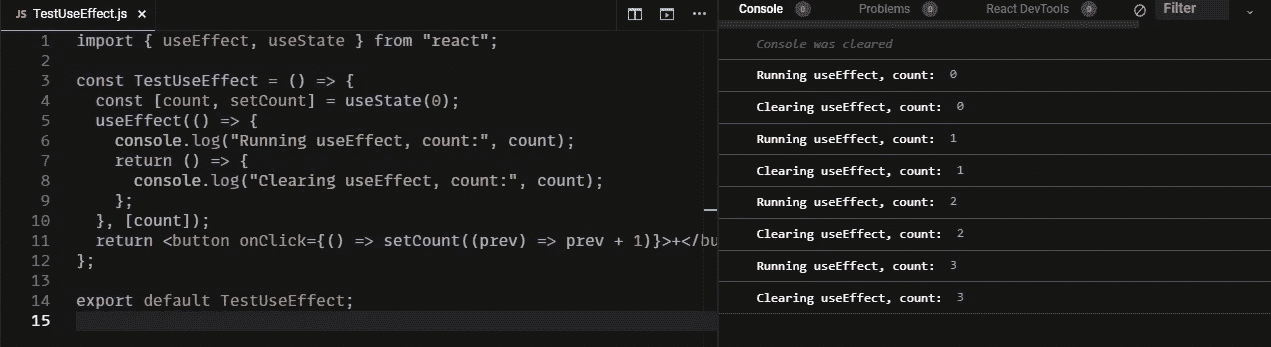 JS TestUseEffect.js ×
1 import { useEffect, useState } from "react";
2
3 const TestUseEffect = () => {
4 const [count, setCount] = useState(0);
5 useEffect(() => {
6 console.log("Running useEffect, count:", count);
7 return () => {
8 console.log("Clearing useEffect, count:", count);
9 };
10 }, [count]);
11 return <button onClick={() => setCount((prev) => prev + 1)}>+</bu
12 };
13
14 export default TestUseEffect;
15
Console 0 Problems 0 React DevTools 0 Filter
Console was cleared
Running useEffect, count: 0
Clearing useEffect, count: 0
Running useEffect, count: 1
Clearing useEffect, count: 1
Running useEffect, count: 2
Clearing useEffect, count: 2
Running useEffect, count: 3
Clearing useEffect, count: 3